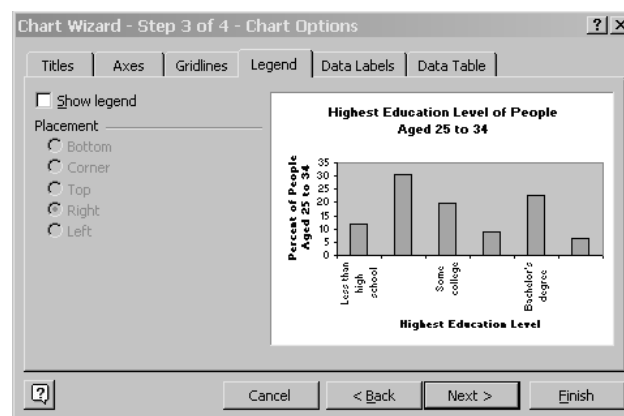 Chart Wizard - Step 3 of 4 - Chart Options
Titles
Axes
Gridlines
Legend
Data Labels
Data Table
Show legend
Placement
Bottom
Corner
Top
Right
Left
Highest Education Level of People
Aged 25 to 34
Percent of People
Aged 25 to 34
35
30
25
20
15
10
5
0
Less than
high
school
Some
college
Bachelor's
degree
Highest Education Level
Cancel
< Back
Next >
Finish